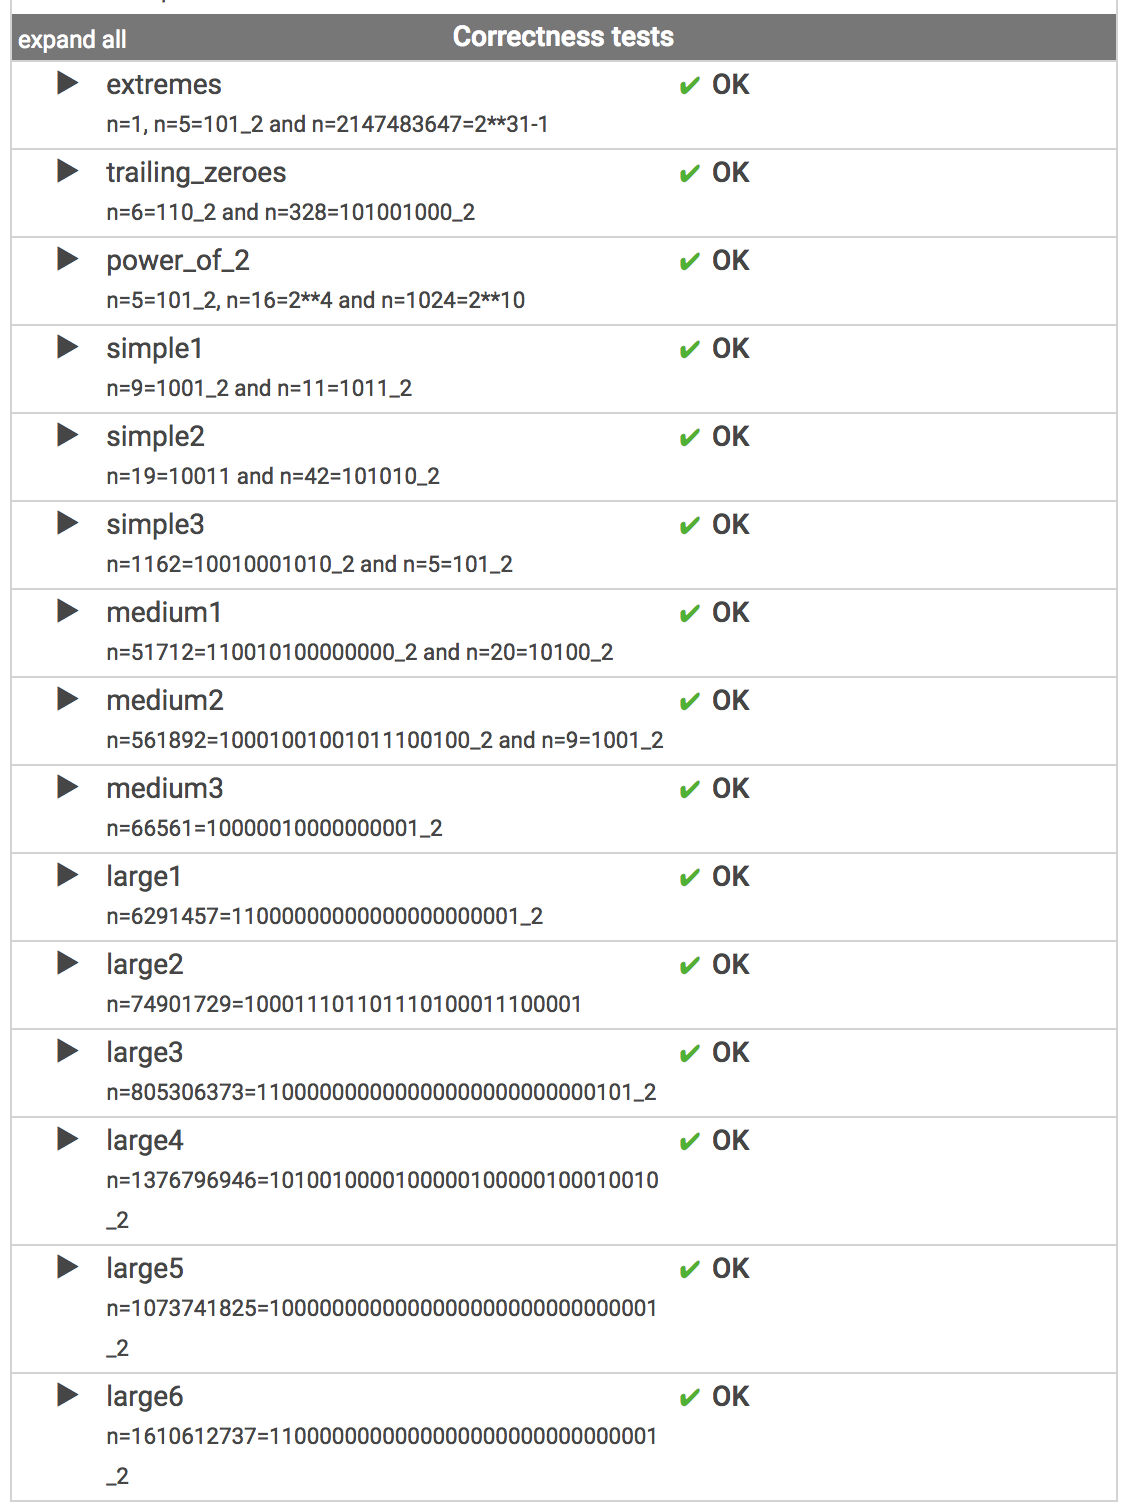 expand all Correctness tests
▶ extremes ✔ OK
n=1, n=5=101_2 and n=2147483647=2**31-1
▶ trailing_zeroes ✔ OK
n=6=110_2 and n=328=101001000_2
▶ power_of_2 ✔ OK
n=5=101_2, n=16=2**4 and n=1024=2**10
▶ simple1 ✔ OK
n=9=1001_2 and n=11=1011_2
▶ simple2 ✔ OK
n=19=10011 and n=42=101010_2
▶ simple3 ✔ OK
n=1162=10010001010_2 and n=5=101_2
▶ medium1 ✔ OK
n=51712=110010100000000_2 and n=20=10100_2
▶ medium2 ✔ OK
n=561892=10001001001011100100_2 and n=9=1001_2
▶ medium3 ✔ OK
n=66561=10000010000000001_2
▶ large1 ✔ OK
n=6291457=11000000000000000000001_2
▶ large2 ✔ OK
n=74901729=100011101101110100011100001
▶ large3 ✔ OK
n=805306373=110000000000000000000000000101_2
▶ large4 ✔ OK
n=1376796946=1010010000100000100000100010010
_2
▶ large5 ✔ OK
n=1073741825=1000000000000000000000000000001
_2
▶ large6 ✔ OK
n=1610612737=1100000000000000000000000000001
_2